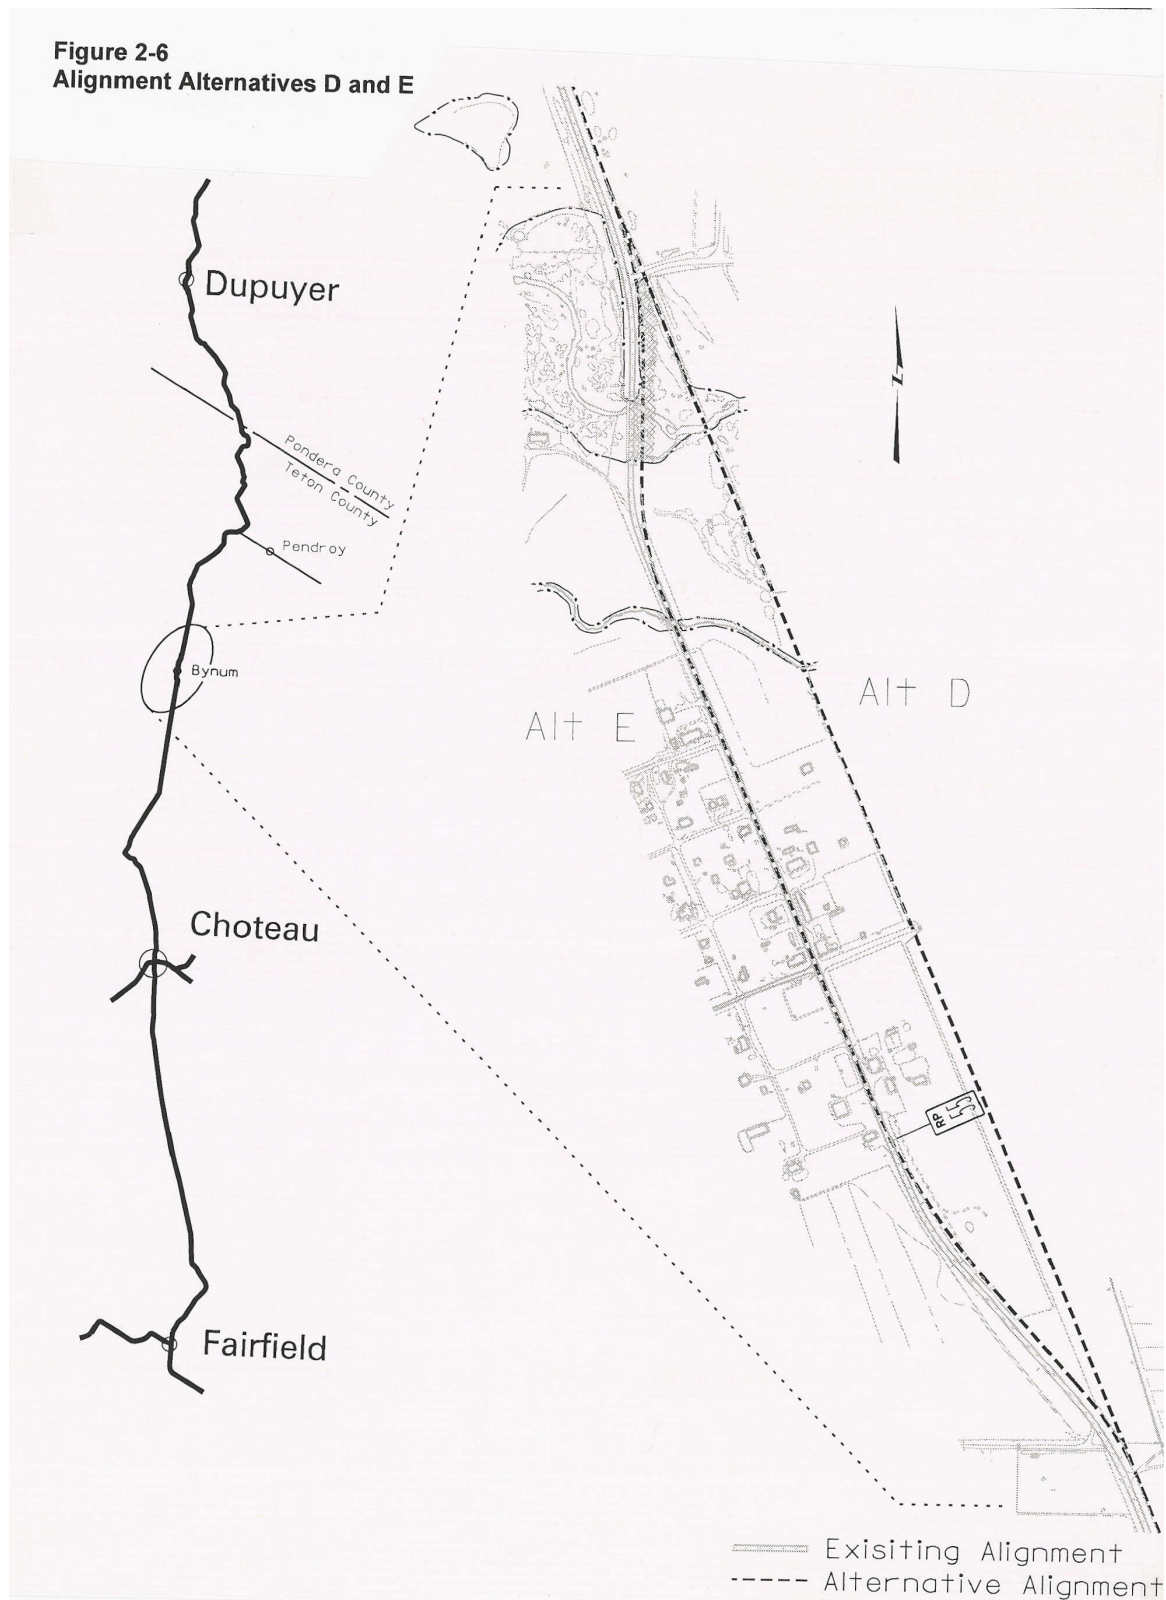 Figure 2-6
Alignment Alternatives D and E
Dupuyer
Pondera County
Teton County
Pendroy
Bynum
Choteau
Fairfield
N
Alt D
Alt E
RP
55
Exisiting Alignment
Alternative Alignment